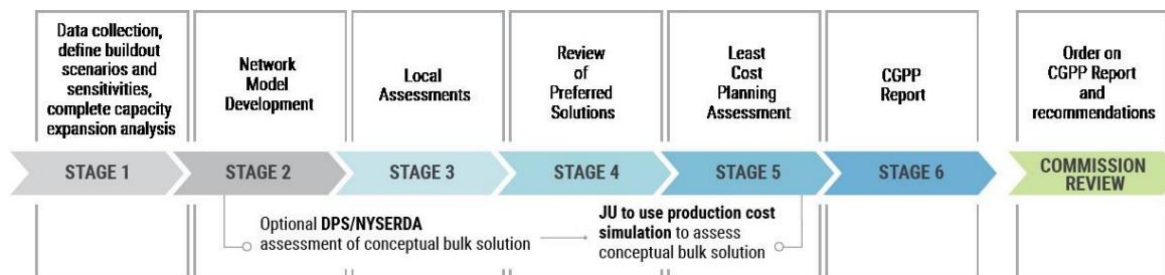 Data collection,
define buildout
scenarios and
sensitivities,
complete capacity
expansion analysis
Network
Model
Development
Local
Assessments
Review
of
Preferred
Solutions
Least
Cost
Planning
Assessment
CGPP
Report
Order on
CGPP Report
and
recommendations
STAGE 1
STAGE 2
STAGE 3
STAGE 4
STAGE 5
STAGE 6
COMMISSION
REVIEW
Optional DPS/NYSERDA
assessment of conceptual bulk solution
JU to use production cost
simulation to assess
conceptual bulk solution